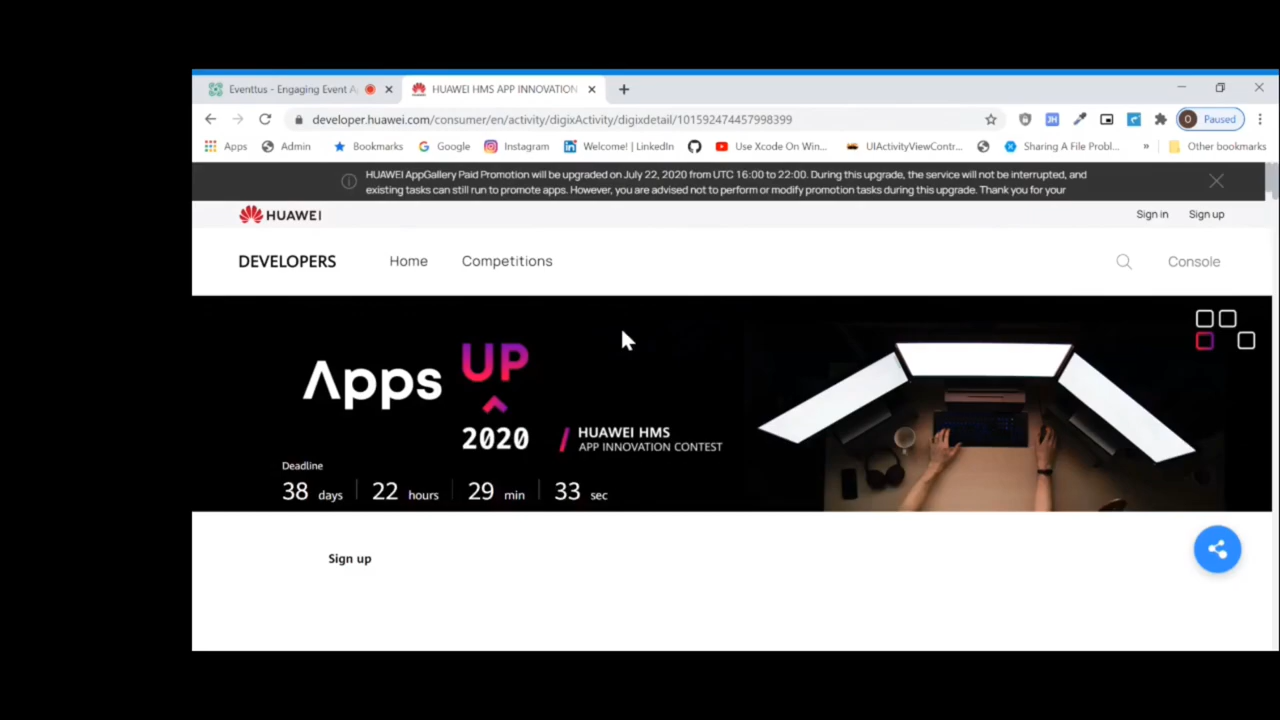 Eventtus - Engaging Event A
HUAWEI HMS APP INNOVATION
developer.huawei.com/consumer/en/activity/digixActivity/digixdetail/101592474457998399
O Paused
Apps Admin Bookmarks Google Instagram Welcome! | LinkedIn Use Xcode On Win... UIActivityViewContr... Sharing A File Probl... » Other bookmarks
HUAWEI AppGallery Paid Promotion will be upgraded on July 22, 2020 from UTC 16:00 to 22:00. During this upgrade, the service will not be interrupted, and
existing tasks can still run to promote apps. However, you are advised not to perform or modify promotion tasks during this upgrade. Thank you for your
HUAWEI
Sign in Sign up
DEVELOPERS Home Competitions Console
Apps UP
2020
HUAWEI HMS
APP INNOVATION CONTEST
Deadline
38 days 22 hours 29 min 33 sec
Sign up